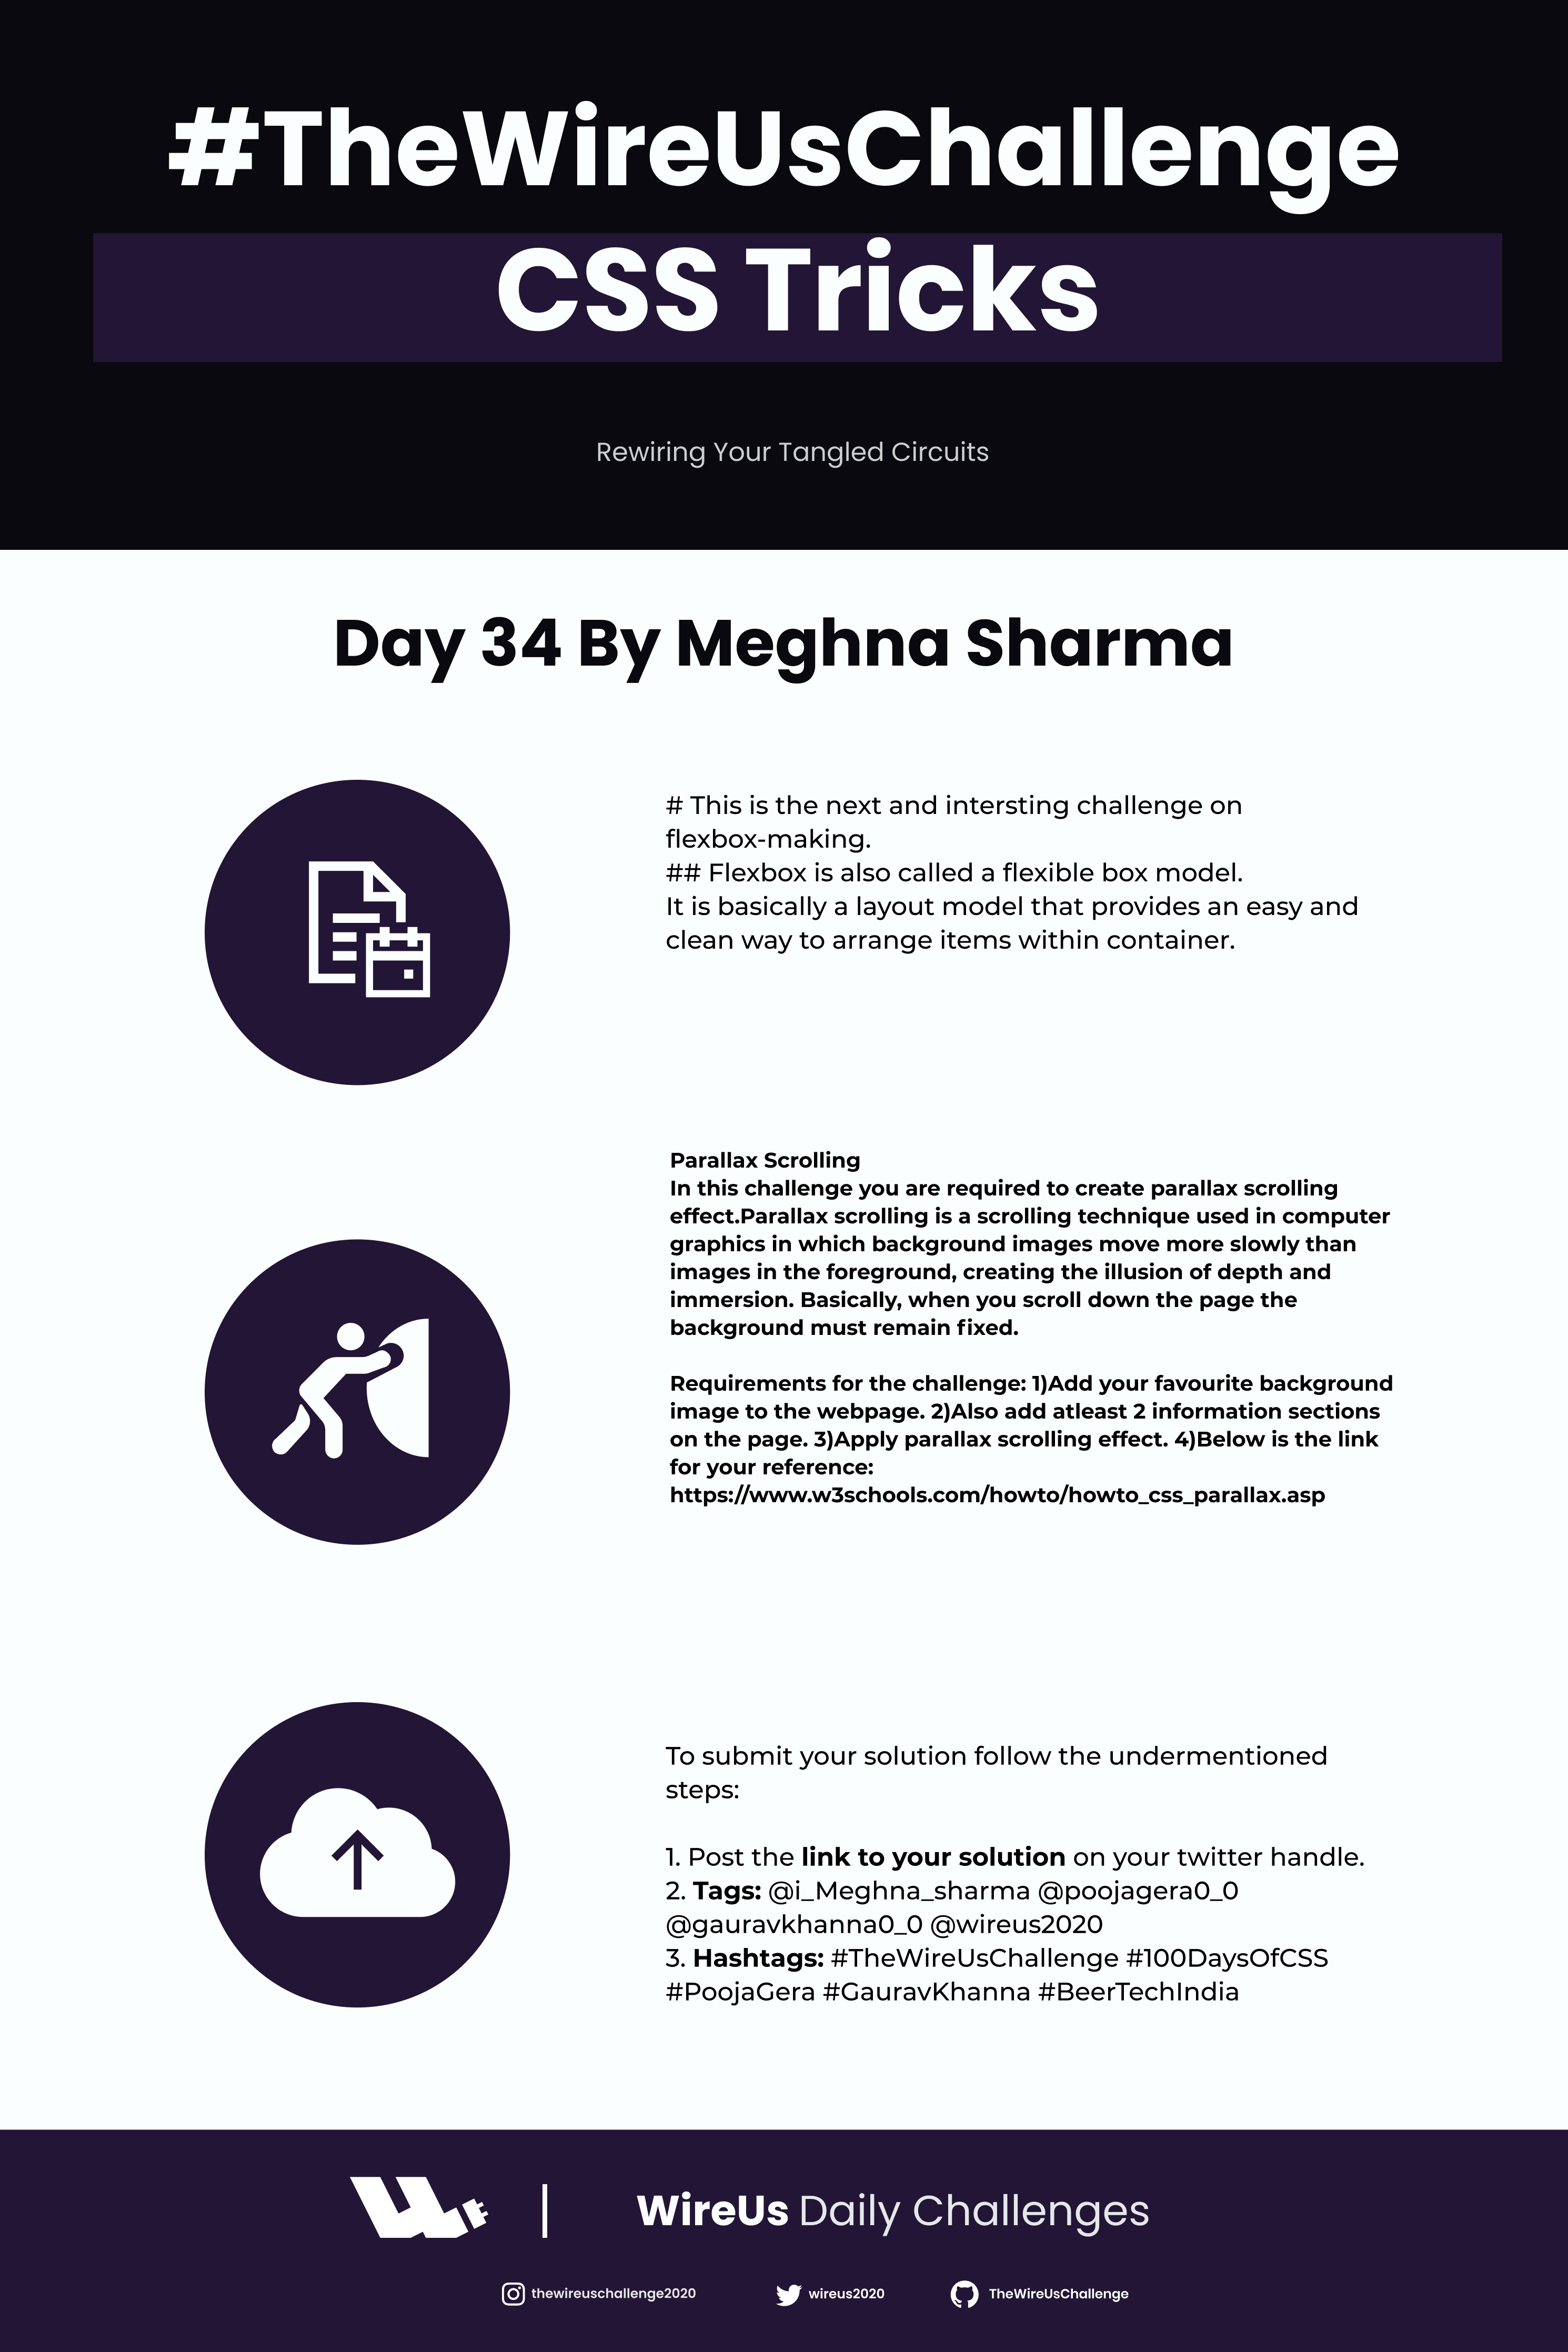 #TheWireUsChallenge
CSS Tricks
Rewiring Your Tangled Circuits
Day 34 By Meghna Sharma
# This is the next and intersting challenge on
flexbox-making.
## Flexbox is also called a flexible box model.
It is basically a layout model that provides an easy and
clean way to arrange items within container.
Parallax Scrolling
In this challenge you are required to create parallax scrolling
effect.Parallax scrolling is a scrolling technique used in computer
graphics in which background images move more slowly than
images in the foreground, creating the illusion of depth and
immersion. Basically, when you scroll down the page the
background must remain fixed.
Requirements for the challenge: 1)Add your favourite background
image to the webpage. 2)Also add atleast 2 information sections
on the page. 3)Apply parallax scrolling effect. 4)Below is the link
for your reference:
https://www.w3schools.com/howto/howto_css_parallax.asp
To submit your solution follow the undermentioned
steps:
1. Post the link to your solution on your twitter handle.
2. Tags: @i_Meghna_sharma @poojagera0_0
@gauravkhanna0_0 @wireus2020
3. Hashtags: #TheWireUsChallenge #100DaysOfCSS
#PoojaGera #GauravKhanna #BeerTechIndia
WireUs Daily Challenges
thewireuschallenge2020 wireus2020 TheWireUsChallenge